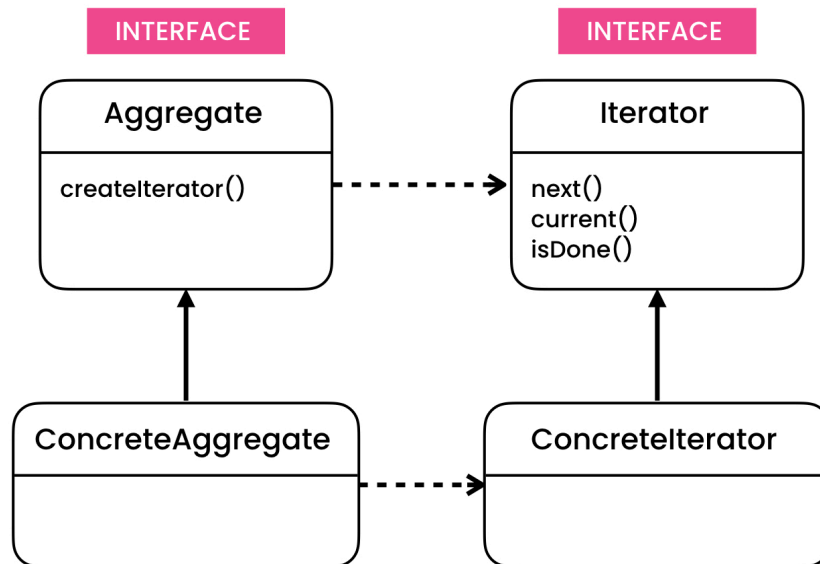 INTERFACE
INTERFACE
Aggregate
Iterator
createIterator()
next()
current()
isDone()
ConcreteAggregate
ConcreteIterator